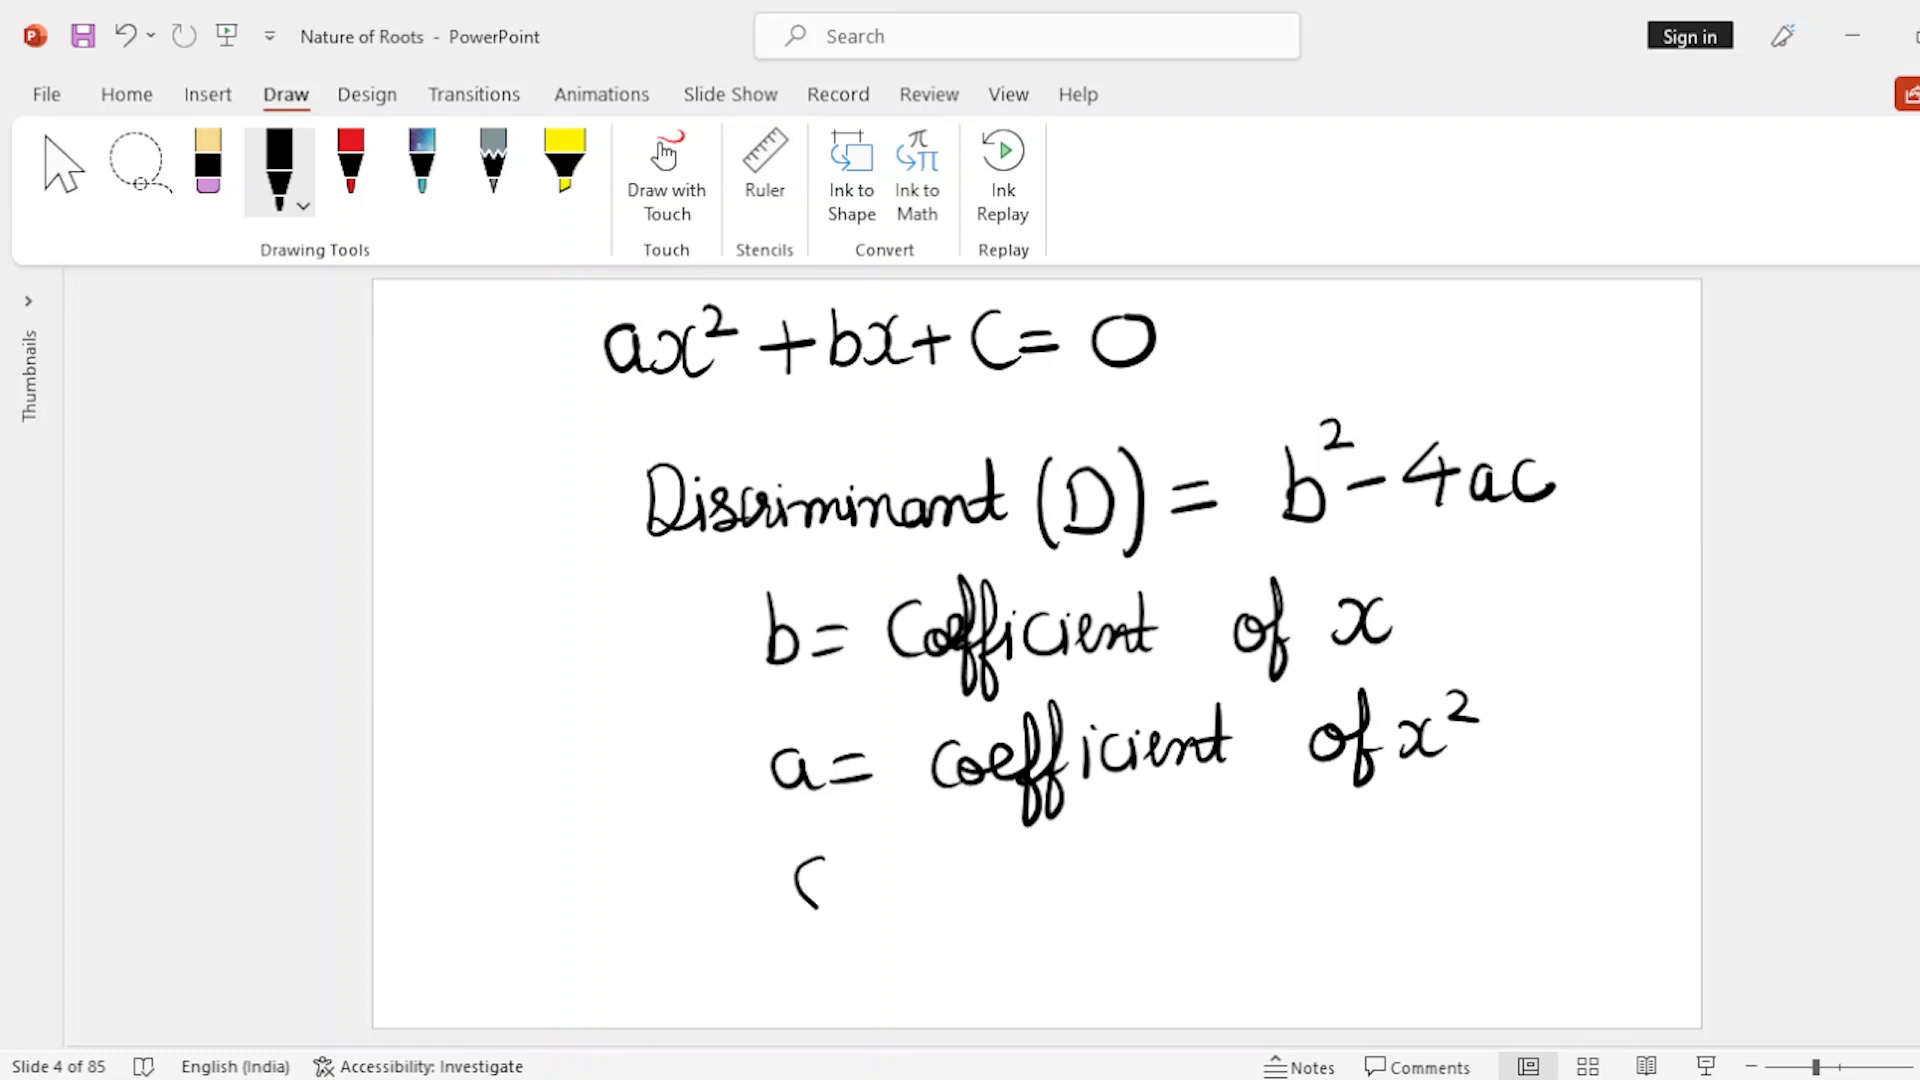 Nature of Roots - PowerPoint
Search
Sign in
File Home Insert Draw Design Transitions Animations Slide Show Record Review View Help
Draw with Touch
Ruler
Ink to Shape
Ink to Math
Ink Replay
Drawing Tools Touch Stencils Convert Replay
Thumbnails
ax² + bx + c = 0
Discriminant (D) = b² - 4ac
b = Coefficient of x
a = coefficient of x²
C
Slide 4 of 85 English (India) Accessibility: Investigate Notes Comments